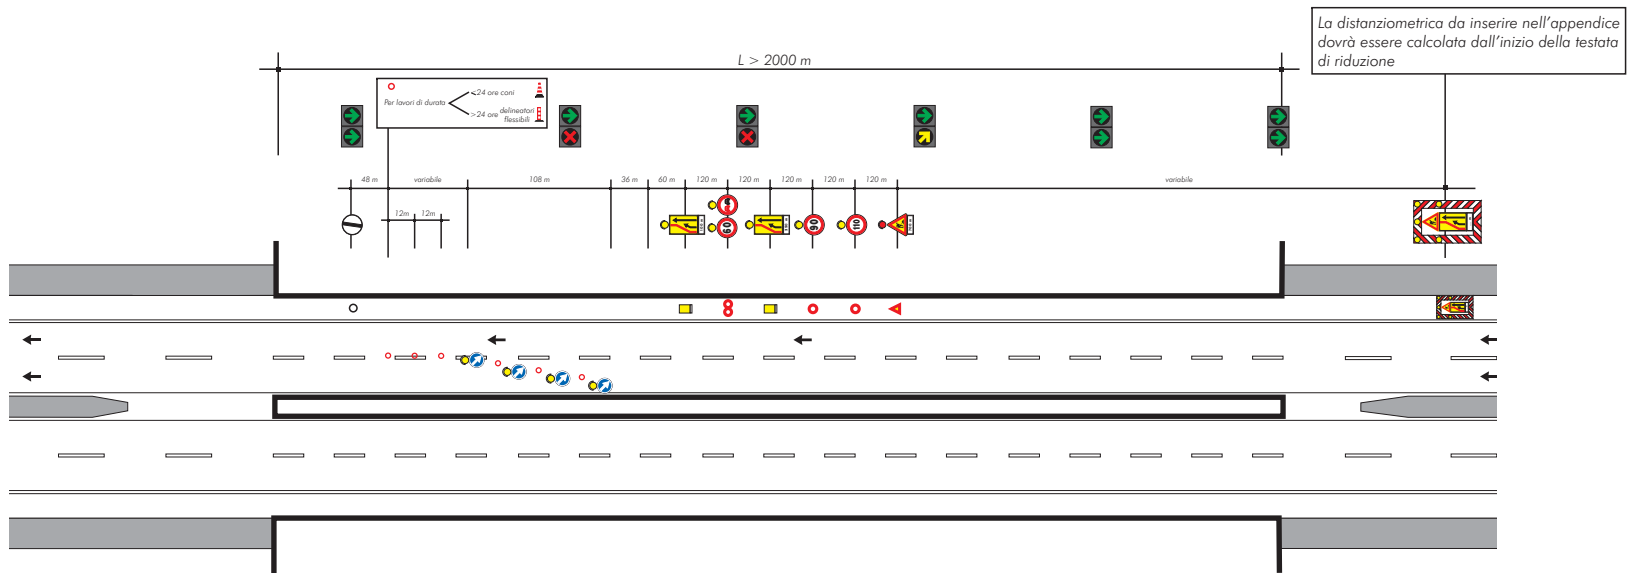 La distanziometrica da inserire nell'appendice
dovrà essere calcolata dall'inizio della testata
di riduzione
L > 2000 m
Per lavori di durata
<24 ore coni
>24 ore
delineatori
flessibili
48 m
variabile
108 m
36 m
60 m
120 m
120 m
120 m
120 m
120 m
variabile
12m
12m
60
90
110